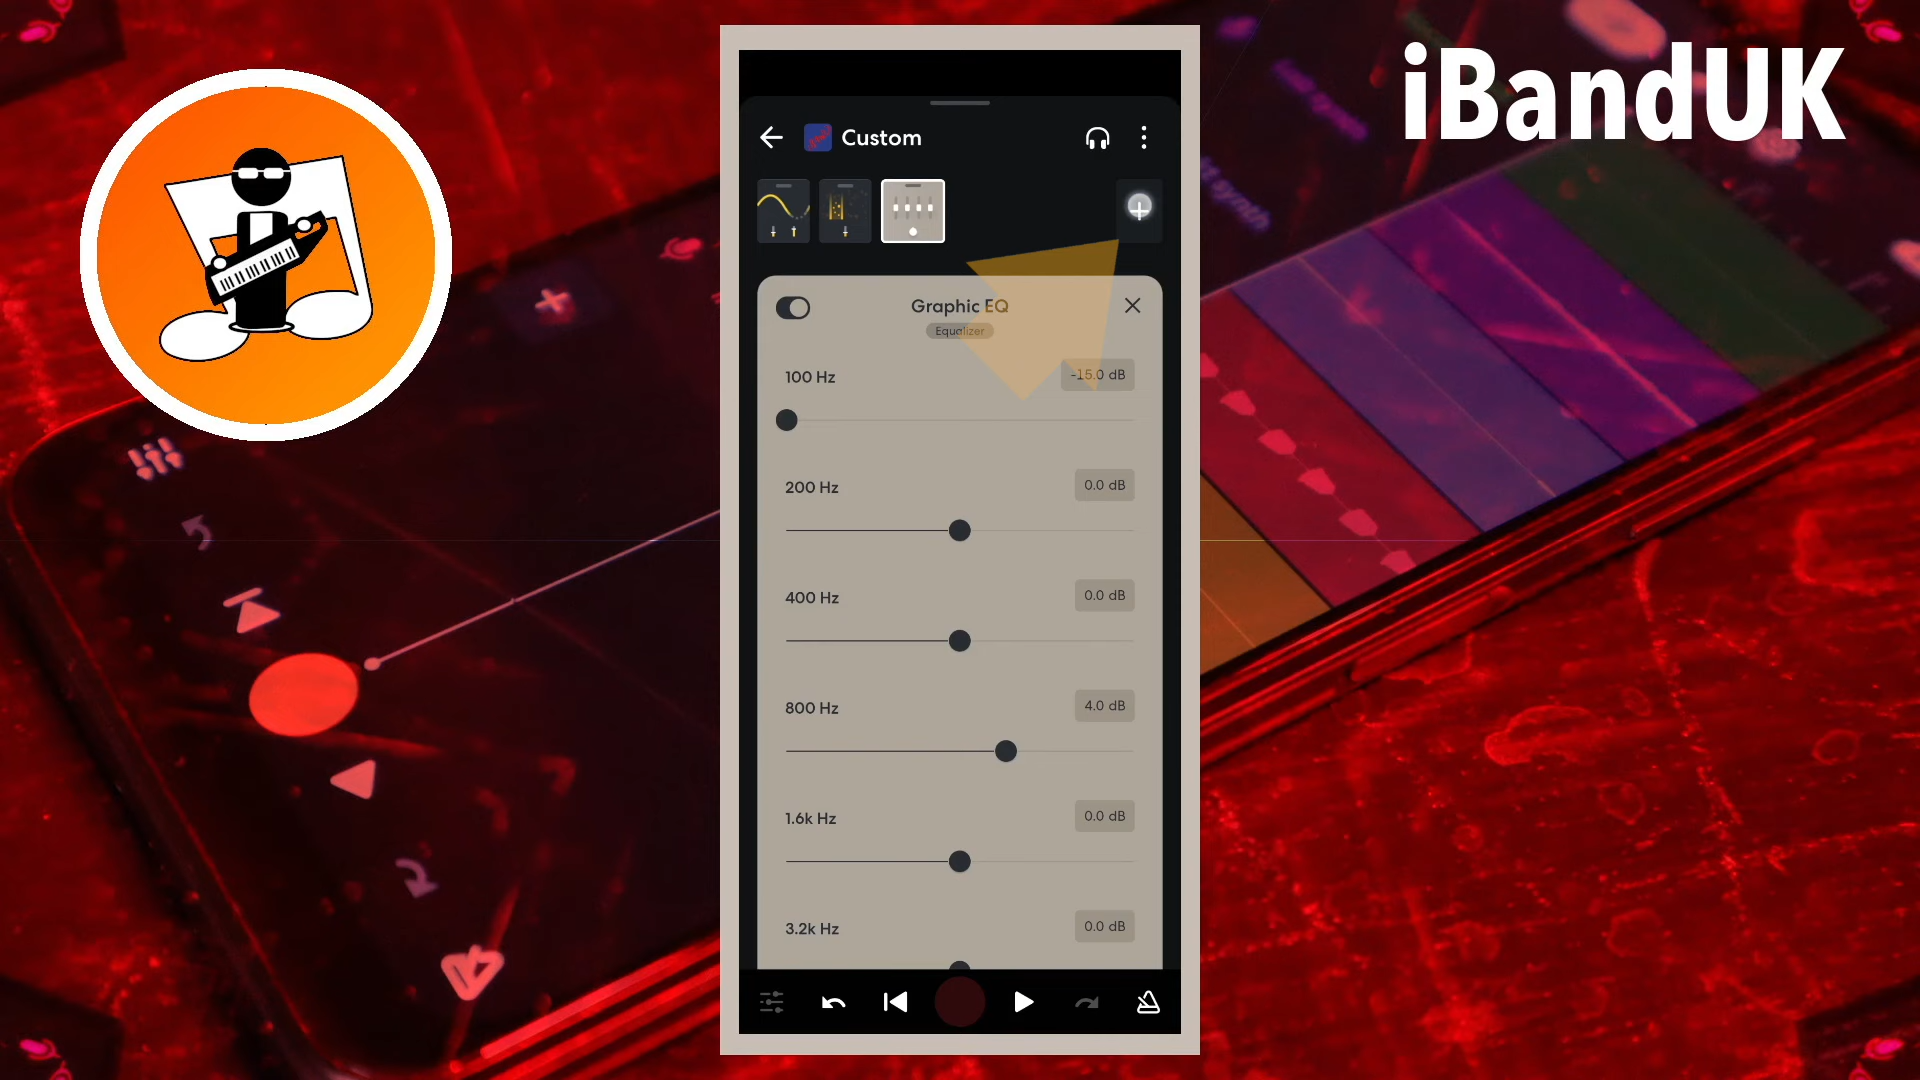 iBandUK
Custom
Graphic EQ
Equalizer
100 Hz
-15.0 dB
200 Hz
0.0 dB
400 Hz
0.0 dB
800 Hz
4.0 dB
1.6k Hz
0.0 dB
3.2k Hz
0.0 dB